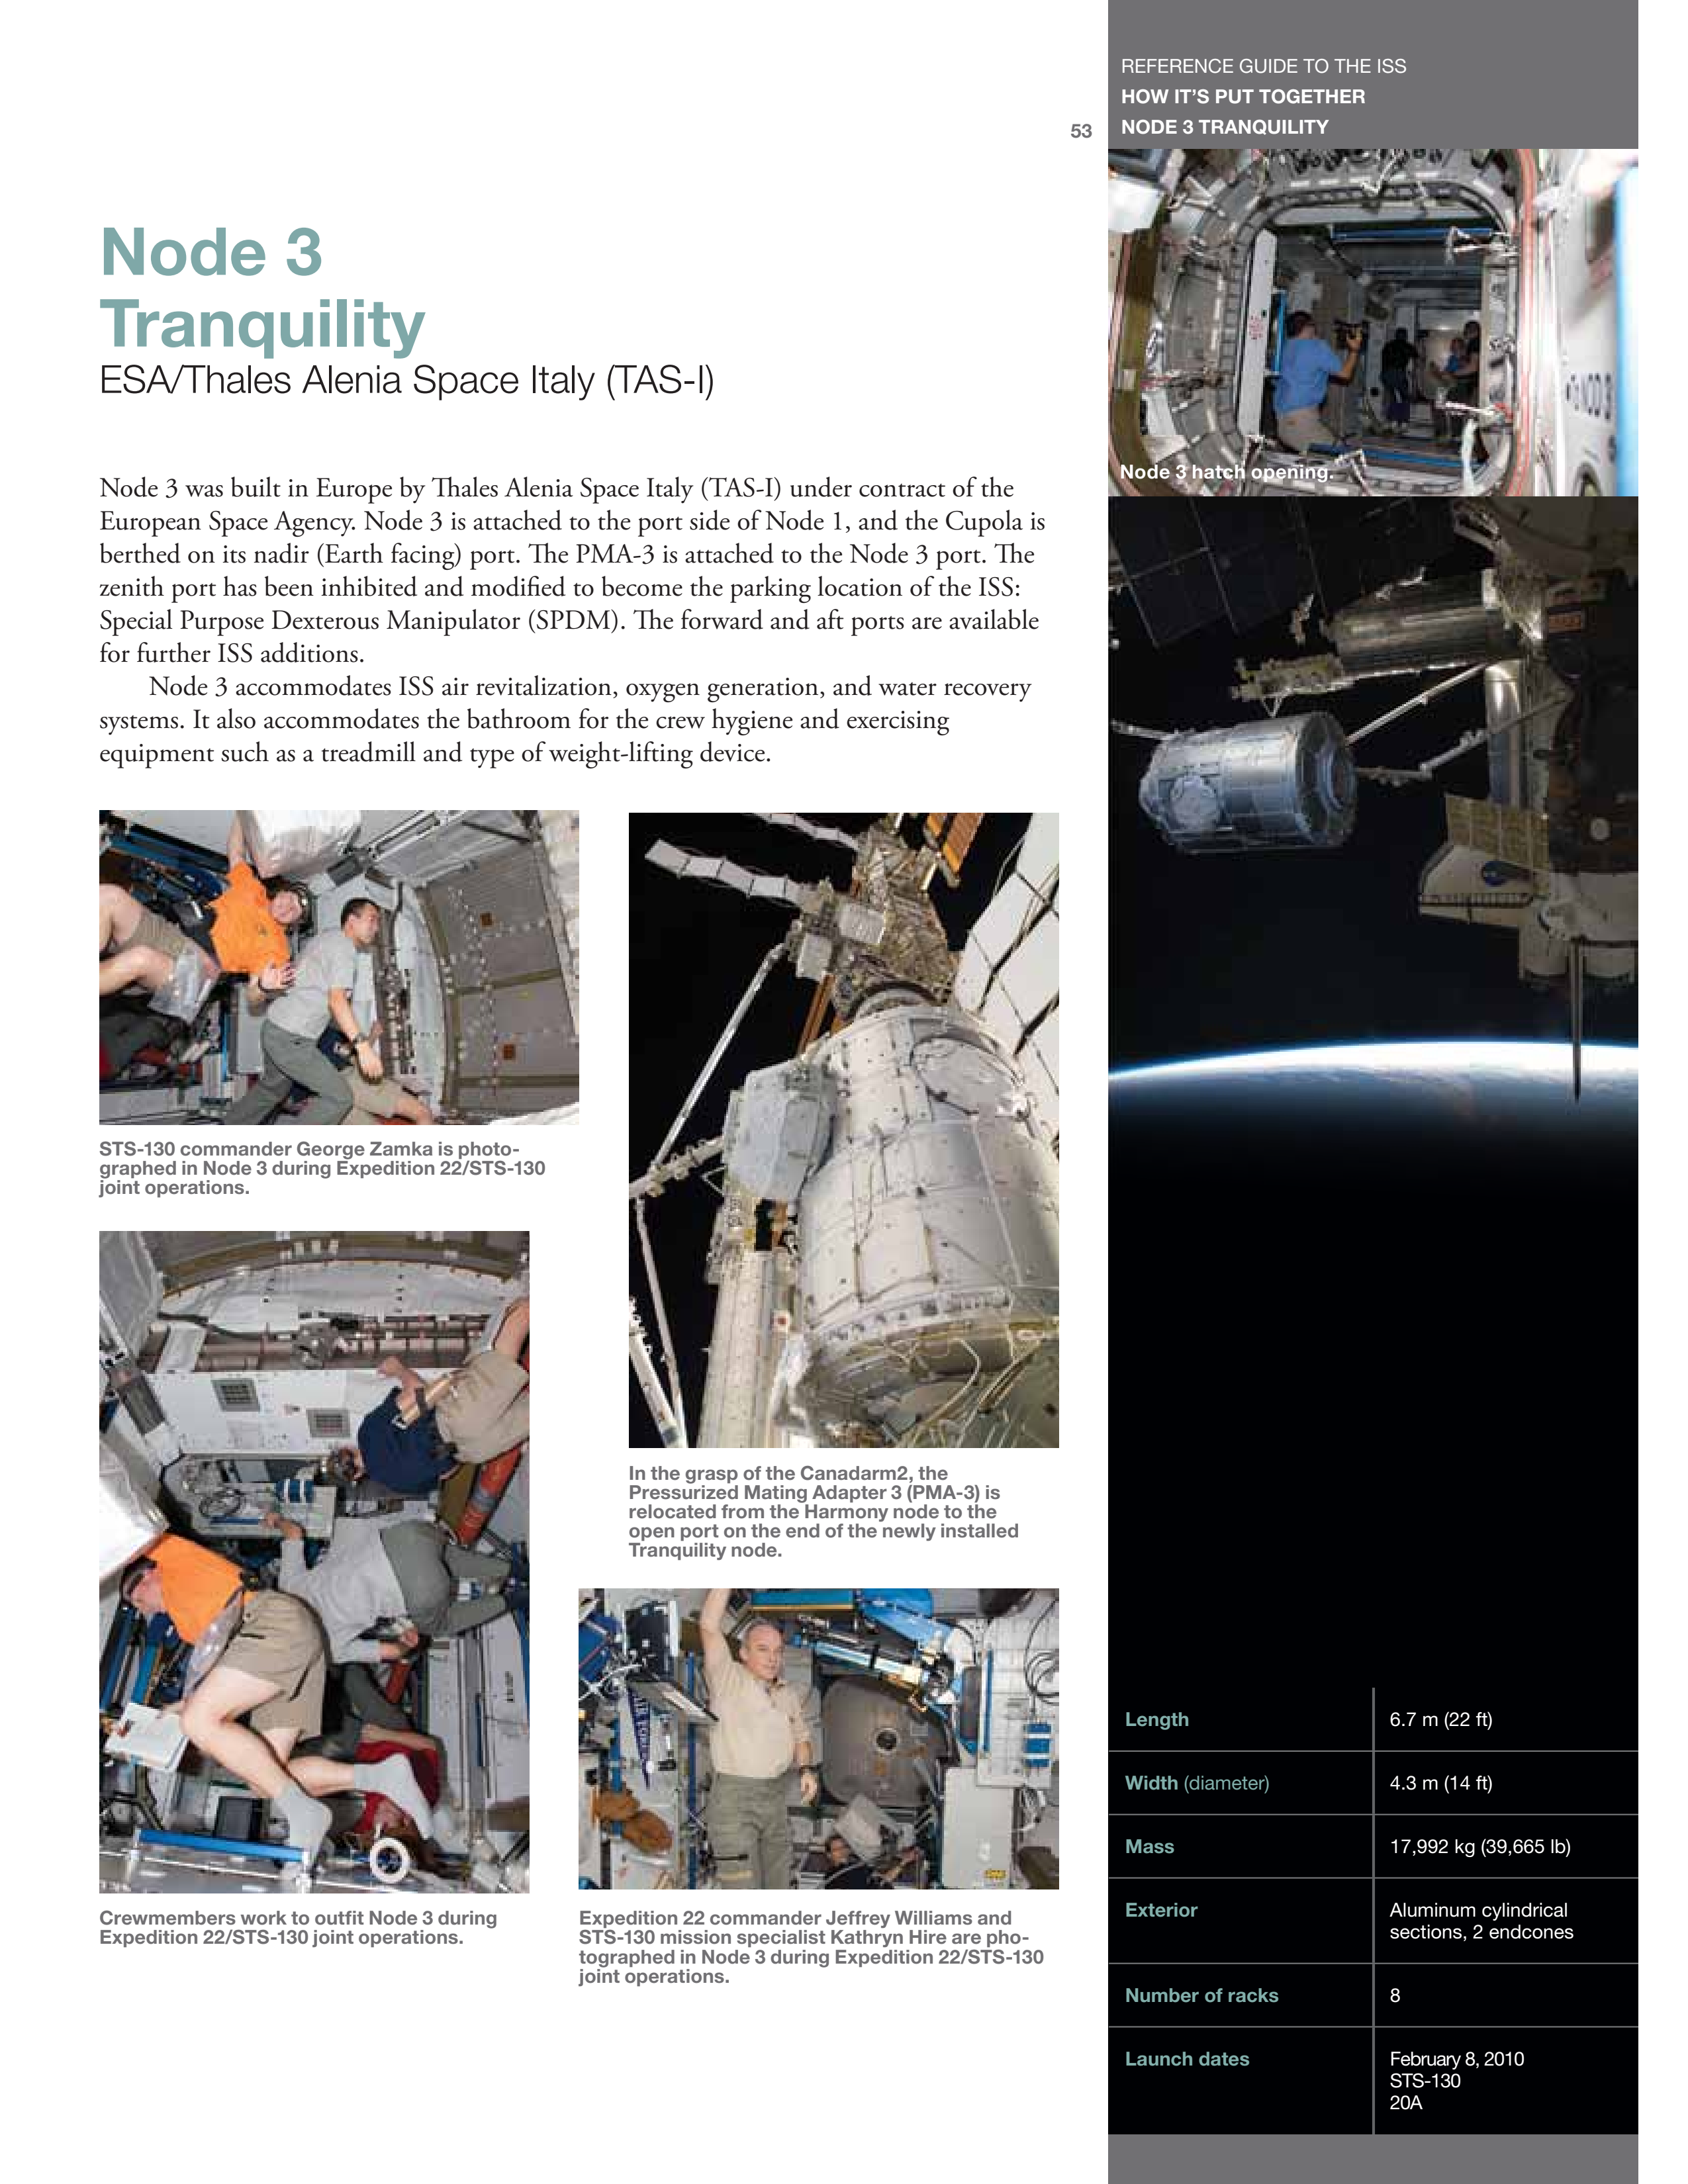 REFERENCE GUIDE TO THE ISS
HOW IT'S PUT TOGETHER
53
NODE 3 TRANQUILITY
Node 3
Tranquility
ESA/Thales Alenia Space Italy (TAS-I)
Node 3 was built in Europe by Thales Alenia Space Italy (TAS-I) under contract of the
European Space Agency. Node 3 is attached to the port side of Node 1, and the Cupola is
berthed on its nadir (Earth facing) port. The PMA-3 is attached to the Node 3 port. The
zenith port has been inhibited and modified to become the parking location of the ISS:
Special Purpose Dexterous Manipulator (SPDM). The forward and aft ports are available
for further ISS additions.
Node 3 accommodates ISS air revitalization, oxygen generation, and water recovery
systems. It also accommodates the bathroom for the crew hygiene and exercising
equipment such as a treadmill and type of weight-lifting device.
Node 3 hatch opening.
STS-130 commander George Zamka is photo-
graphed in Node 3 during Expedition 22/STS-130
joint operations.
In the grasp of the Canadarm2, the
Pressurized Mating Adapter 3 (PMA-3) is
relocated from the Harmony node to the
open port on the end of the newly installed
Tranquility node.
Crewmembers work to outfit Node 3 during
Expedition 22/STS-130 joint operations.
Expedition 22 commander Jeffrey Williams and
STS-130 mission specialist Kathryn Hire are pho-
tographed in Node 3 during Expedition 22/STS-130
joint operations.
Length 6.7 m (22 ft)
Width (diameter) 4.3 m (14 ft)
Mass 17,992 kg (39,665 lb)
Exterior Aluminum cylindrical
sections, 2 endcones
Number of racks 8
Launch dates February 8, 2010
STS-130
20A